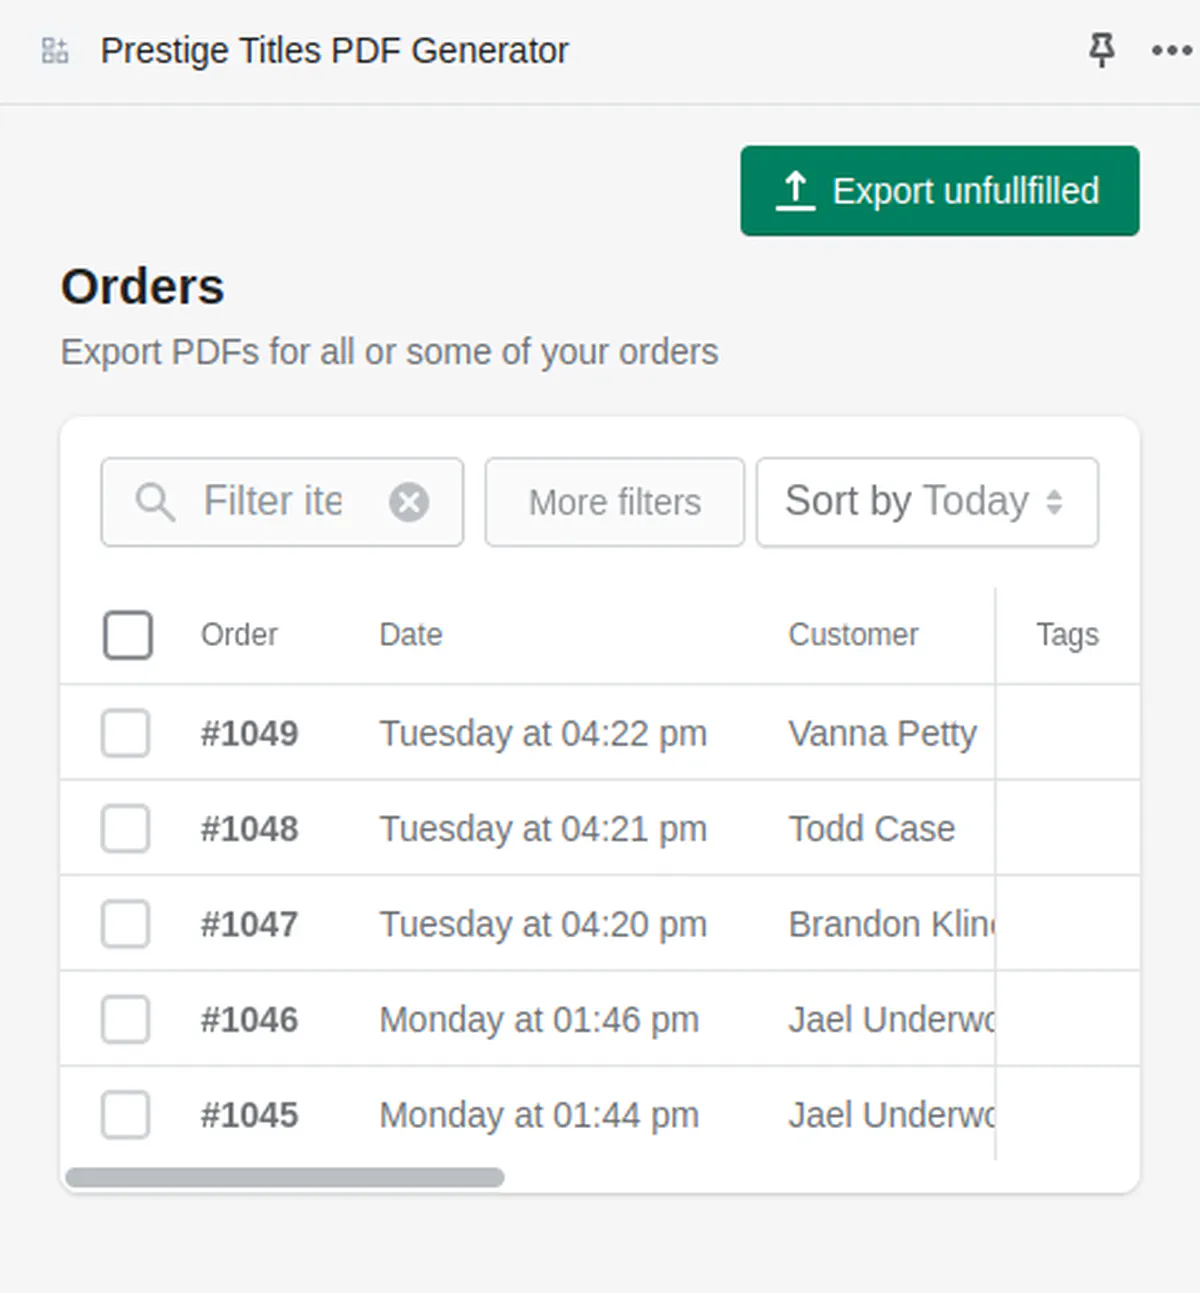 Prestige Titles PDF Generator
Export unfullfilled
Orders
Export PDFs for all or some of your orders
Filter ite
More filters
Sort by Today
Order Date Customer Tags
#1049 Tuesday at 04:22 pm Vanna Petty
#1048 Tuesday at 04:21 pm Todd Case
#1047 Tuesday at 04:20 pm Brandon Kline
#1046 Monday at 01:46 pm Jael Underwo
#1045 Monday at 01:44 pm Jael Underwo